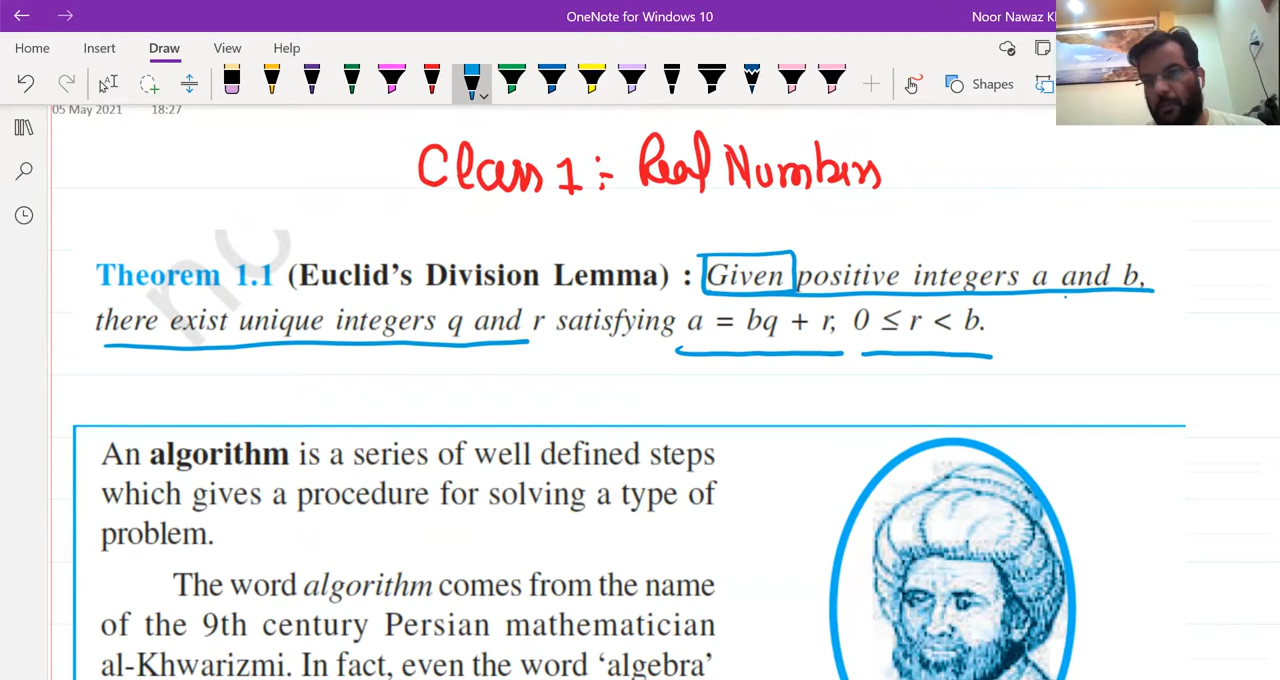 OneNote for Windows 10
Noor Nawaz K
Home Insert Draw View Help
Shapes
05 May 2021 18:27
Class 1 :- Real Numbers
nc
Theorem 1.1 (Euclid's Division Lemma) : Given positive integers a and b,
there exist unique integers q and r satisfying a = bq + r, 0 ≤ r < b.
An algorithm is a series of well defined steps
which gives a procedure for solving a type of
problem.
The word algorithm comes from the name
of the 9th century Persian mathematician
al-Khwarizmi. In fact, even the word 'algebra'